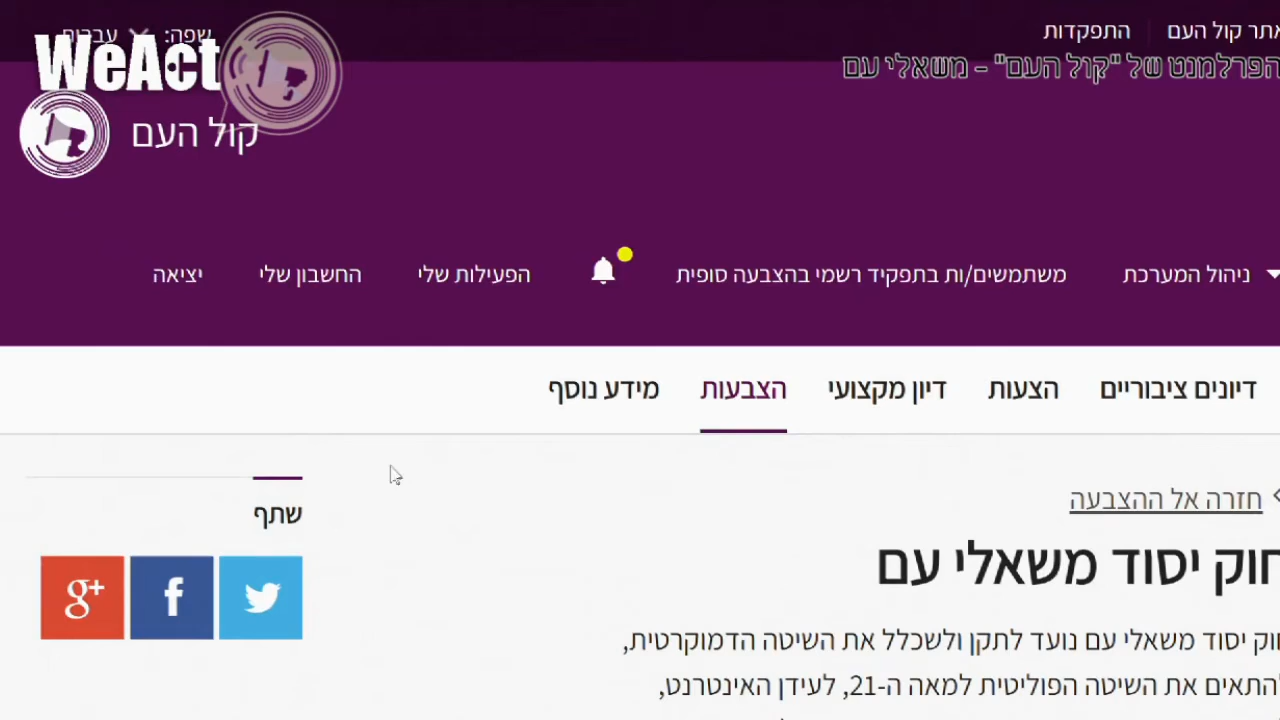 אתר קול העם
התפקדות
שפה:
עברית
WeAct
הפרלמנט של "קול העם" – משאלי עם
קול העם
ניהול המערכת
משתמשים/ות בתפקיד רשמי בהצבעה סופית
הפעילות שלי
החשבון שלי
יציאה
דיונים ציבוריים
הצעות
דיון מקצועי
הצבעות
מידע נוסף
חזרה אל ההצבעה
חוק יסוד משאלי עם
חוק יסוד משאלי עם נועד לתקן ולשכלל את השיטה הדמוקרטית,
להתאים את השיטה הפוליטית למאה ה-21, לעידן האינטרנט,
שתף
g+
f